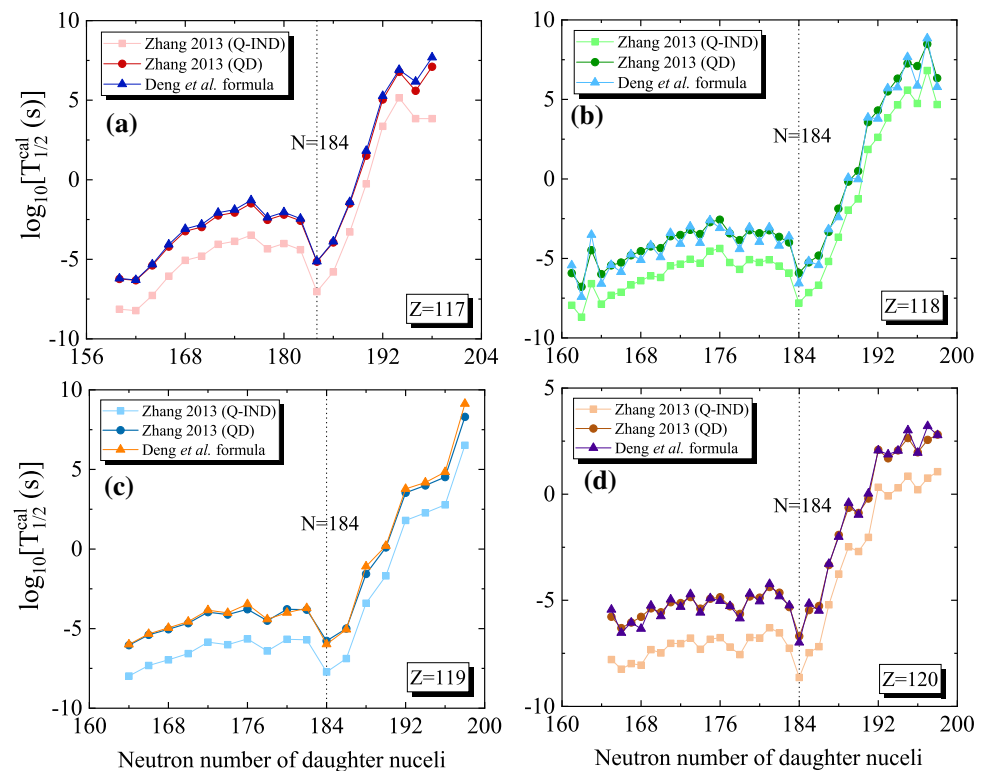 log₁₀[T₁/₂ᶜᵃˡ (s)]
10
5
0
-5
-10
Zhang 2013 (Q-IND)
Zhang 2013 (QD)
Deng et al. formula
(a)
N=184
Z=117
156 168 180 192 204
10
5
0
-5
-10
Zhang 2013 (Q-IND)
Zhang 2013 (QD)
Deng et al. formula
(b)
N=184
Z=118
160 168 176 184 192 200
log₁₀[T₁/₂ᶜᵃˡ (s)]
10
5
0
-5
-10
Zhang 2013 (Q-IND)
Zhang 2013 (QD)
Deng et al. formula
(c)
N=184
Z=119
160 168 176 184 192 200
Neutron number of daughter nuceli
5
0
-5
-10
Zhang 2013 (Q-IND)
Zhang 2013 (QD)
Deng et al. formula
(d)
N=184
Z=120
160 168 176 184 192 200
Neutron number of daughter nuceli